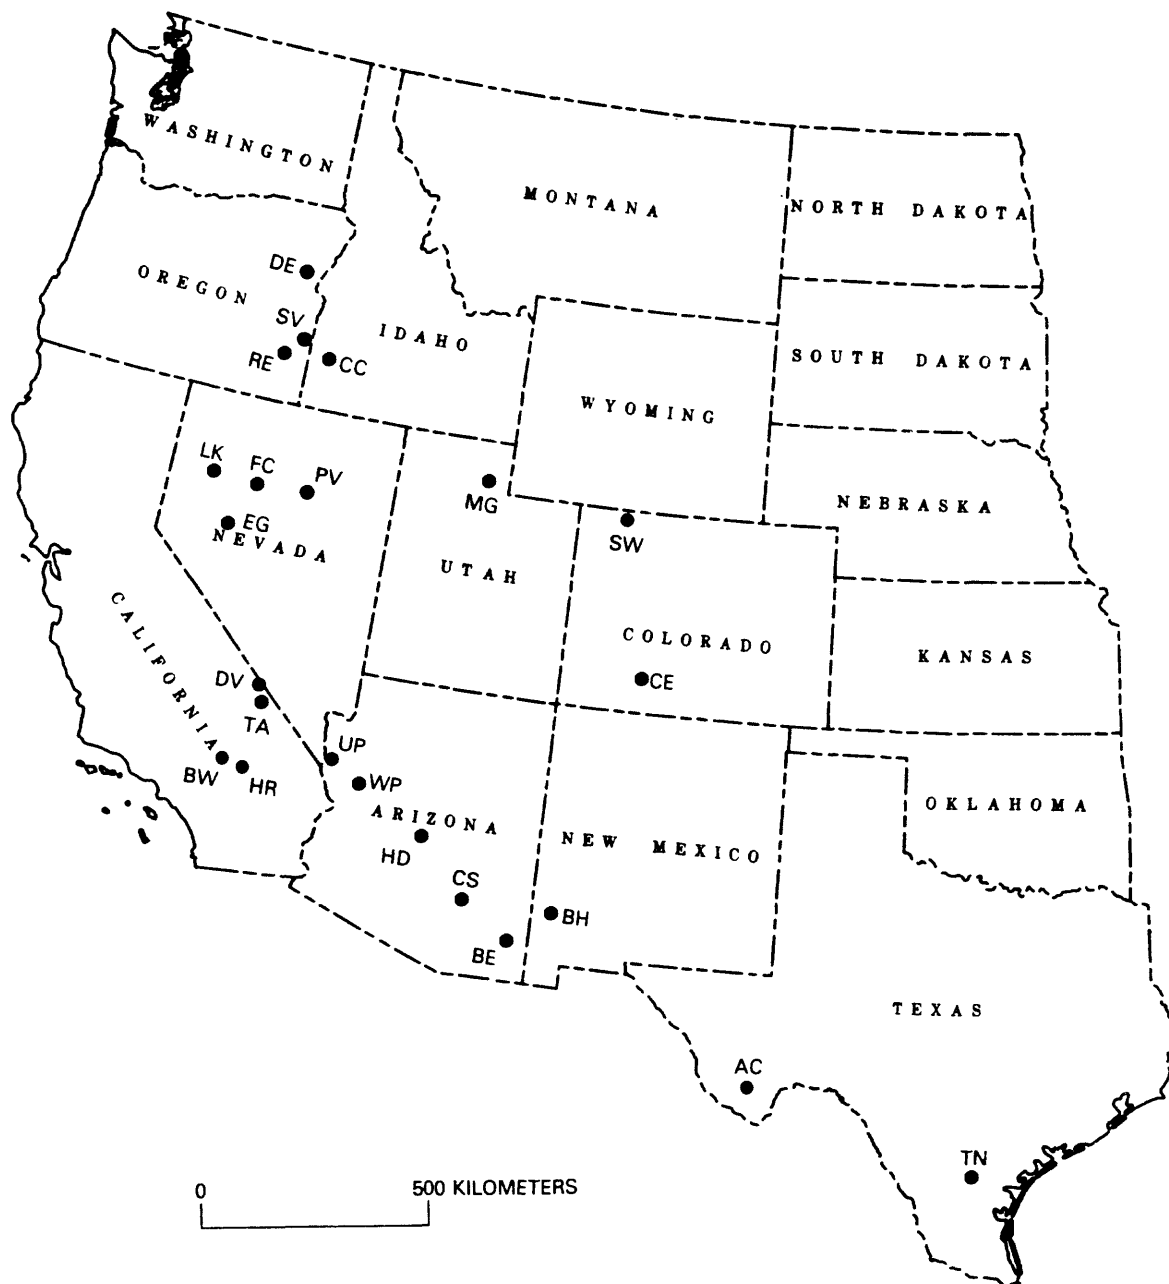 WASHINGTON
MONTANA
NORTH DAKOTA
DE
OREGON
SV
IDAHO
RE
CC
SOUTH DAKOTA
WYOMING
LK
FC
PV
MG
NEBRASKA
EG
NEVADA
SW
UTAH
CALIFORNIA
COLORADO
KANSAS
DV
CE
TA
UP
BW
HR
WP
ARIZONA
OKLAHOMA
HD
NEW MEXICO
CS
BH
BE
TEXAS
AC
TN
0 500 KILOMETERS